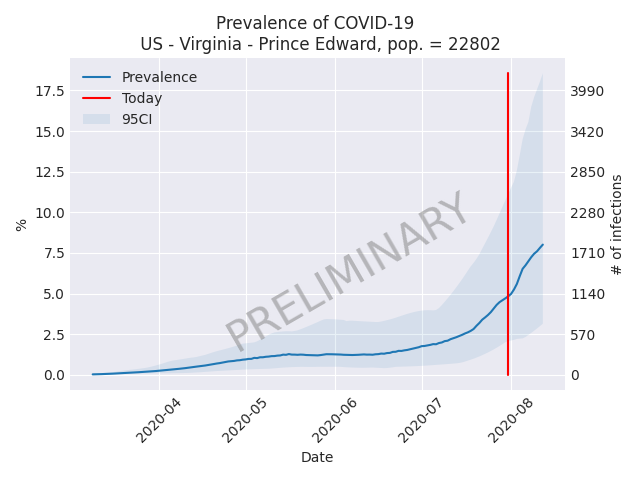 Prevalence of COVID-19
US - Virginia - Prince Edward, pop. = 22802
Prevalence
Today
95CI
17.5
15.0
12.5
10.0
7.5
5.0
2.5
0.0
%
3990
3420
2850
2280
1710
1140
570
0
# of infections
PRELIMINARY
2020-04
2020-05
2020-06
2020-07
2020-08
Date